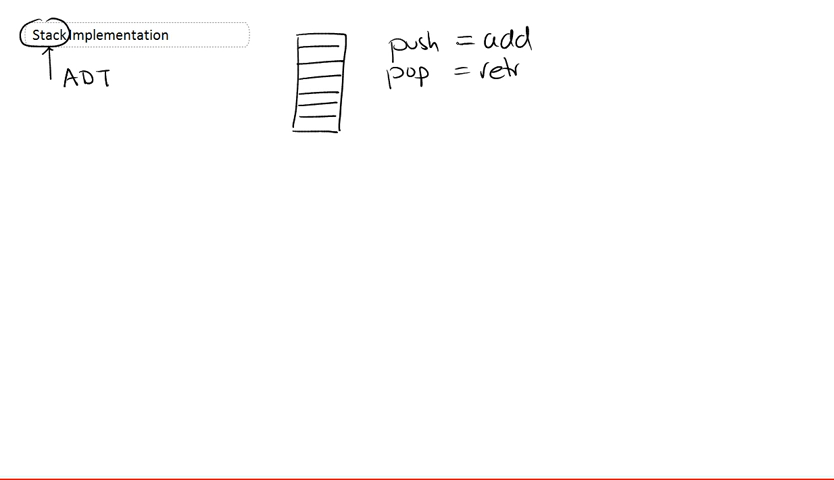 Stack Implementation
ADT
push = add
pop = retr